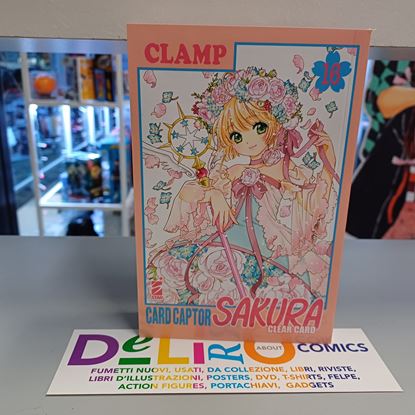 CLAMP
16
CARD CAPTOR SAKURA
CLEAR CARD
DeLiRiO ABOUT COMICS
FUMETTI NUOVI, USATI, DA COLLEZIONE, LIBRI, RIVISTE,
LIBRI D'ILLUSTRAZIONI, POSTERS, DVD, T-SHIRTS, FELPE,
ACTION FIGURES, PORTACHIAVI, GADGETS